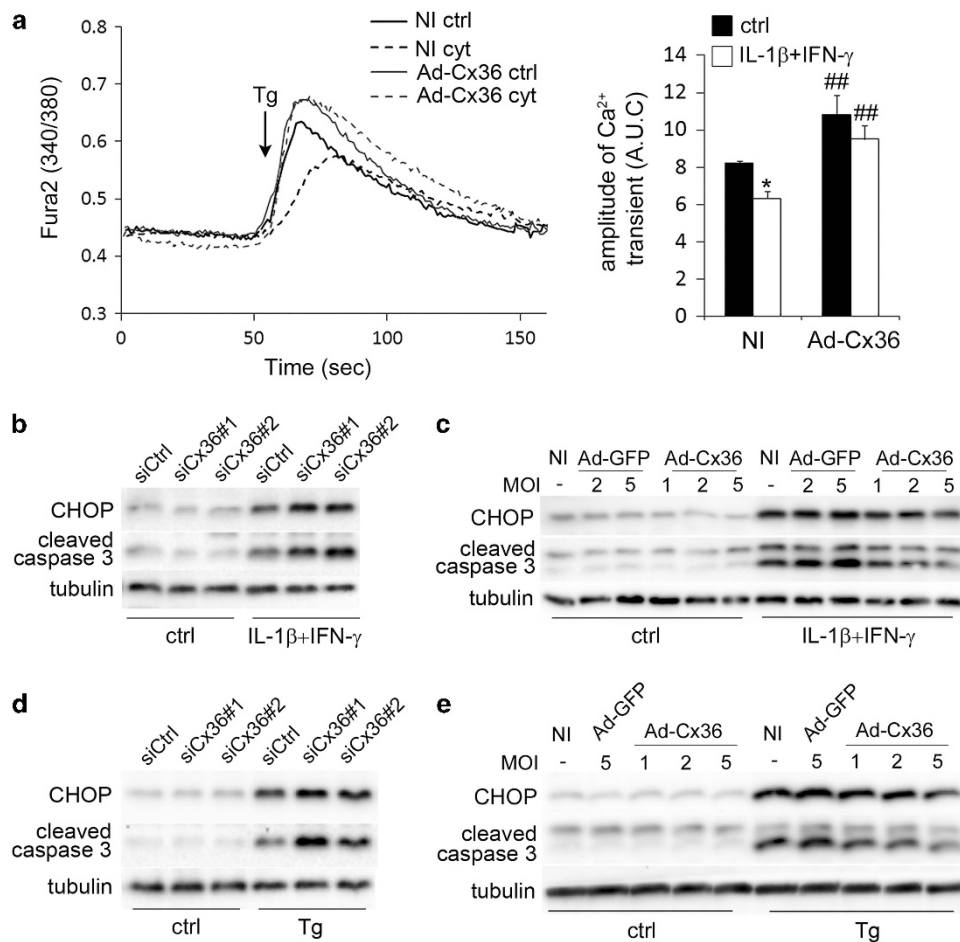 a
0.8
0.7
0.6
0.5
0.4
0.3
Fura2 (340/380)
0
50
100
150
Time (sec)
Tg
NI ctrl
NI cyt
Ad-Cx36 ctrl
Ad-Cx36 cyt
ctrl
IL-1β+IFN-γ
amplitude of Ca2+
transient (A.U.C)
14
12
10
8
6
4
2
0
*
##
##
NI
Ad-Cx36
b
siCtrl siCx36#1 siCx36#2 siCtrl siCx36#1 siCx36#2
CHOP
cleaved
caspase 3
tubulin
ctrl IL-1β+IFN-γ
c
NI Ad-GFP Ad-Cx36 NI Ad-GFP Ad-Cx36
MOI - 2 5 1 2 5 - 2 5 1 2 5
CHOP
cleaved
caspase 3
tubulin
ctrl IL-1β+IFN-γ
d
siCtrl siCx36#1 siCx36#2 siCtrl siCx36#1 siCx36#2
CHOP
cleaved
caspase 3
tubulin
ctrl Tg
e
NI Ad-GFP Ad-Cx36 NI Ad-GFP Ad-Cx36
MOI - 5 1 2 5 - 5 1 2 5
CHOP
cleaved
caspase 3
tubulin
ctrl Tg